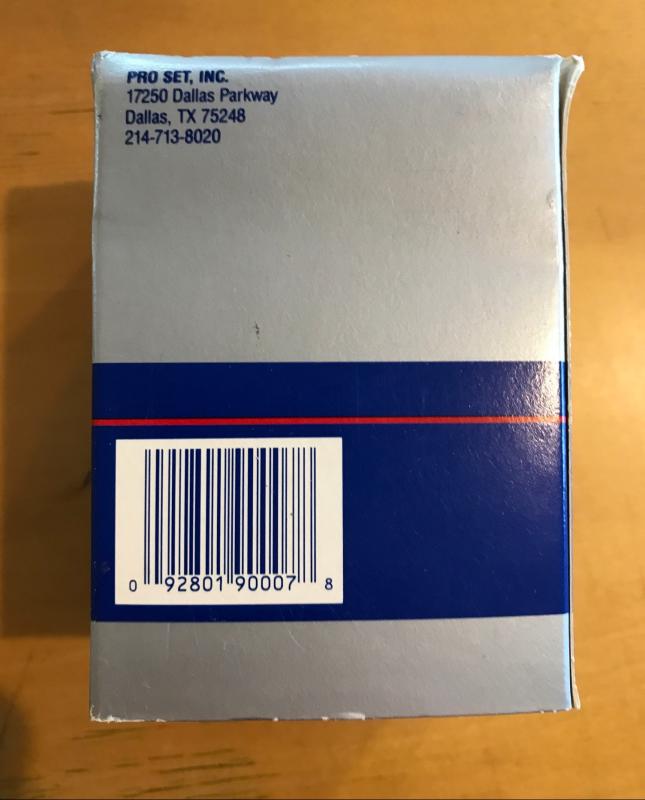 PRO SET, INC.
17250 Dallas Parkway
Dallas, TX 75248
214-713-8020
0 92801 90007 8